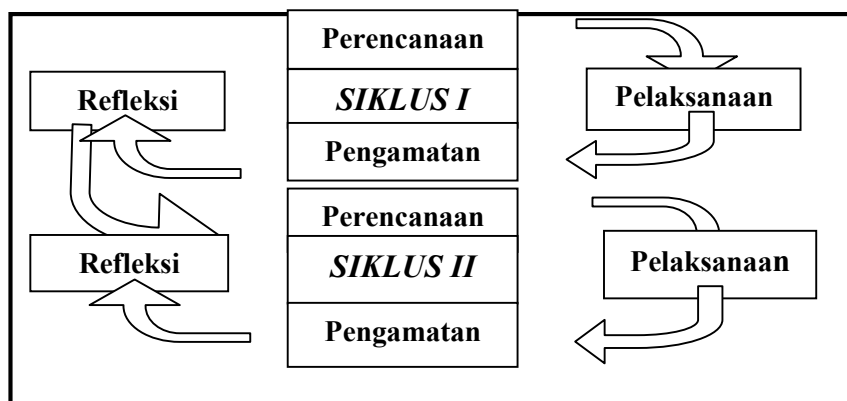 Perencanaan
Refleksi
SIKLUS I
Pelaksanaan
Pengamatan
Perencanaan
Refleksi
SIKLUS II
Pelaksanaan
Pengamatan